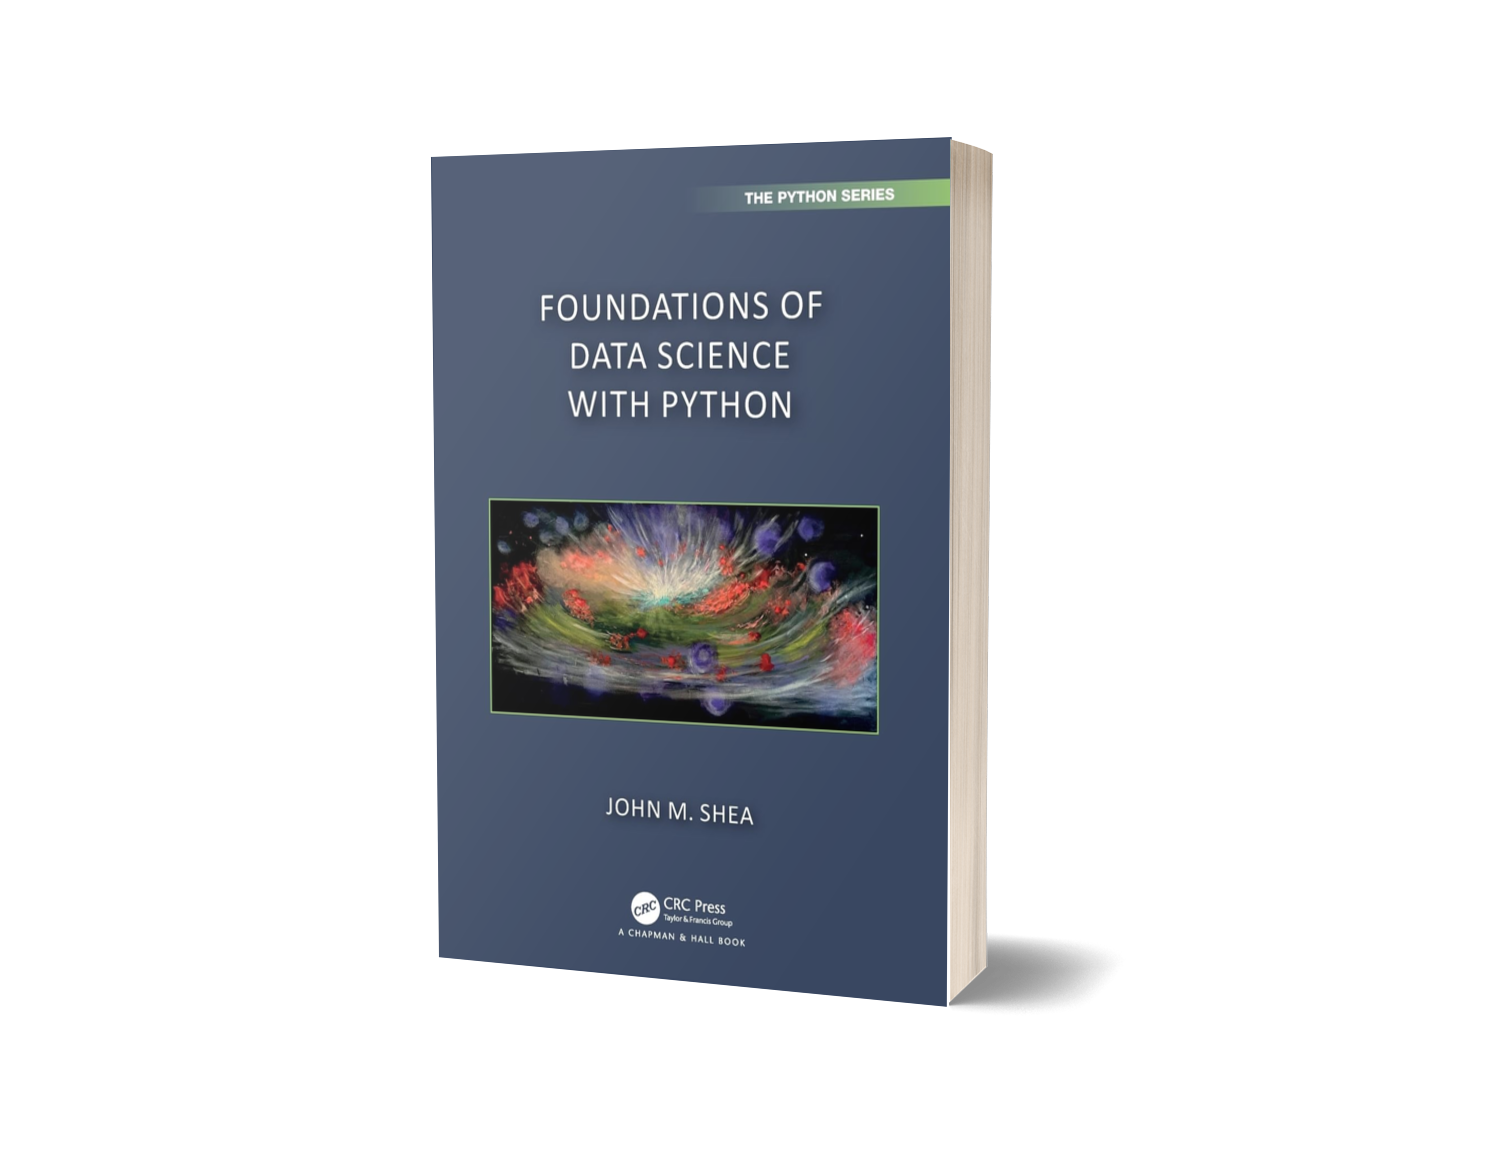 THE PYTHON SERIES
FOUNDATIONS OF
DATA SCIENCE
WITH PYTHON
JOHN M. SHEA
CRC CRC Press
Taylor & Francis Group
A CHAPMAN & HALL BOOK